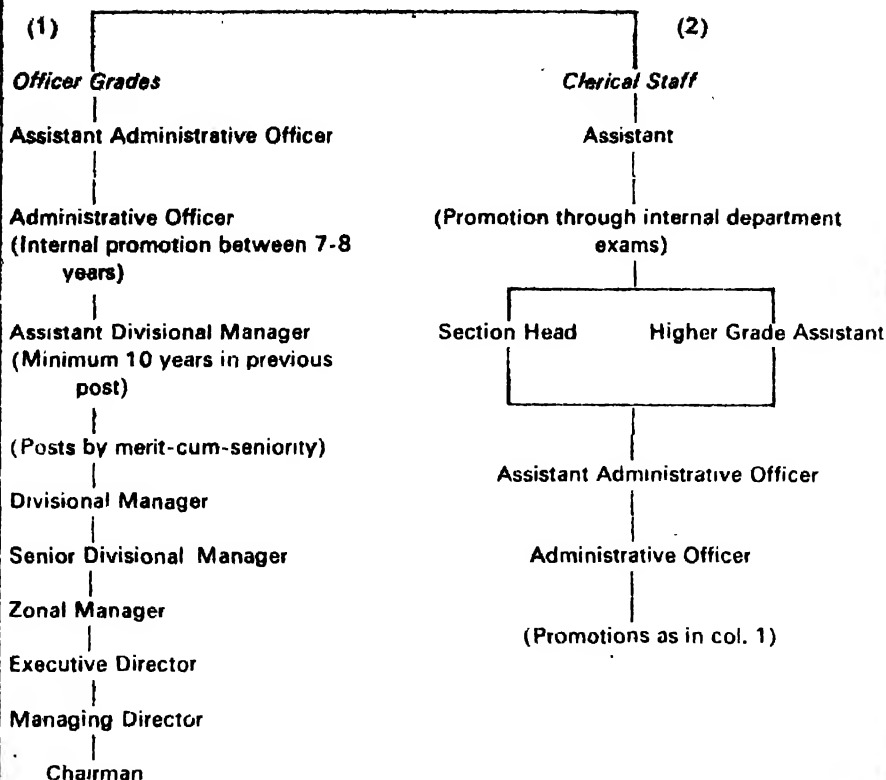 (1)
Officer Grades
Assistant Administrative Officer
Administrative Officer
(Internal promotion between 7-8
years)
Assistant Divisional Manager
(Minimum 10 years in previous
post)
(Posts by merit-cum-seniority)
Divisional Manager
Senior Divisional Manager
Zonal Manager
Executive Director
Managing Director
Chairman
(2)
Clerical Staff
Assistant
(Promotion through internal department
exams)
Section Head Higher Grade Assistant
Assistant Administrative Officer
Administrative Officer
(Promotions as in col. 1)